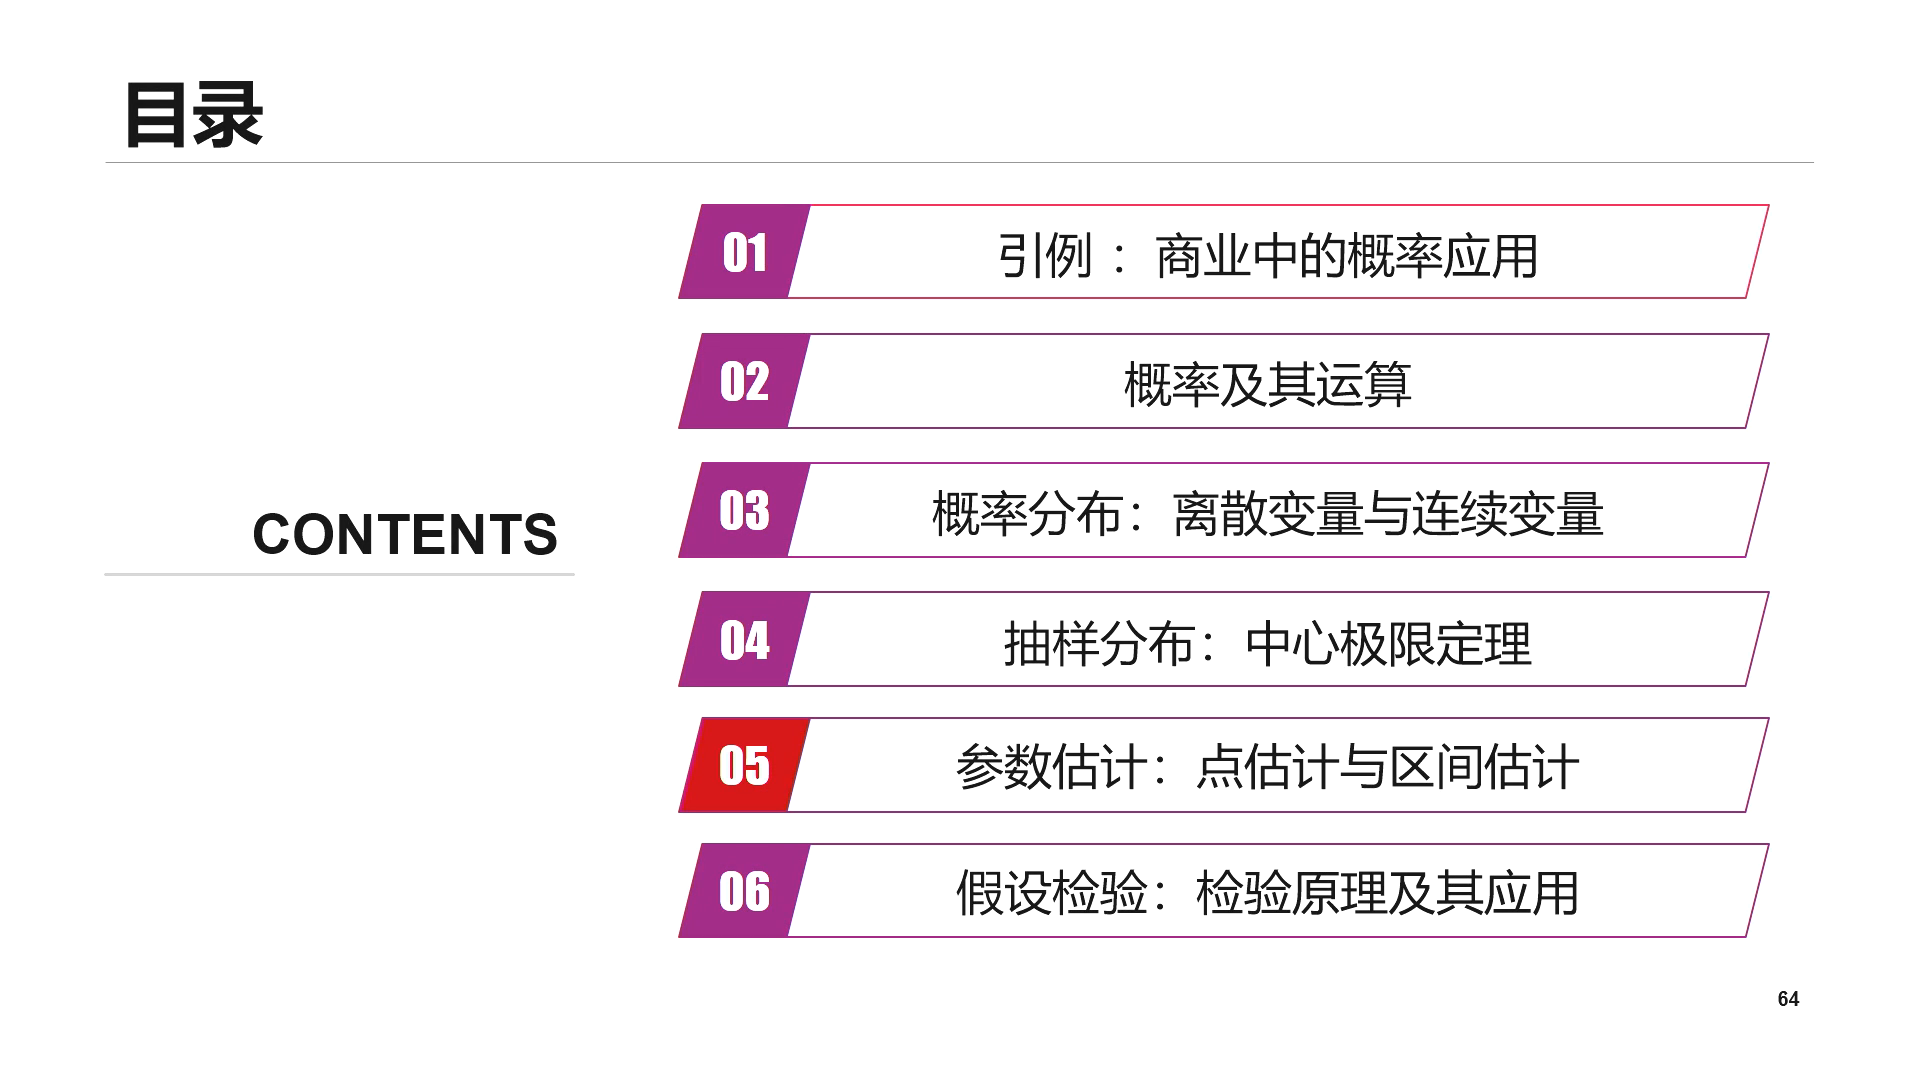 目录
CONTENTS
01 引例 ：商业中的概率应用
02 概率及其运算
03 概率分布：离散变量与连续变量
04 抽样分布：中心极限定理
05 参数估计：点估计与区间估计
06 假设检验：检验原理及其应用
64